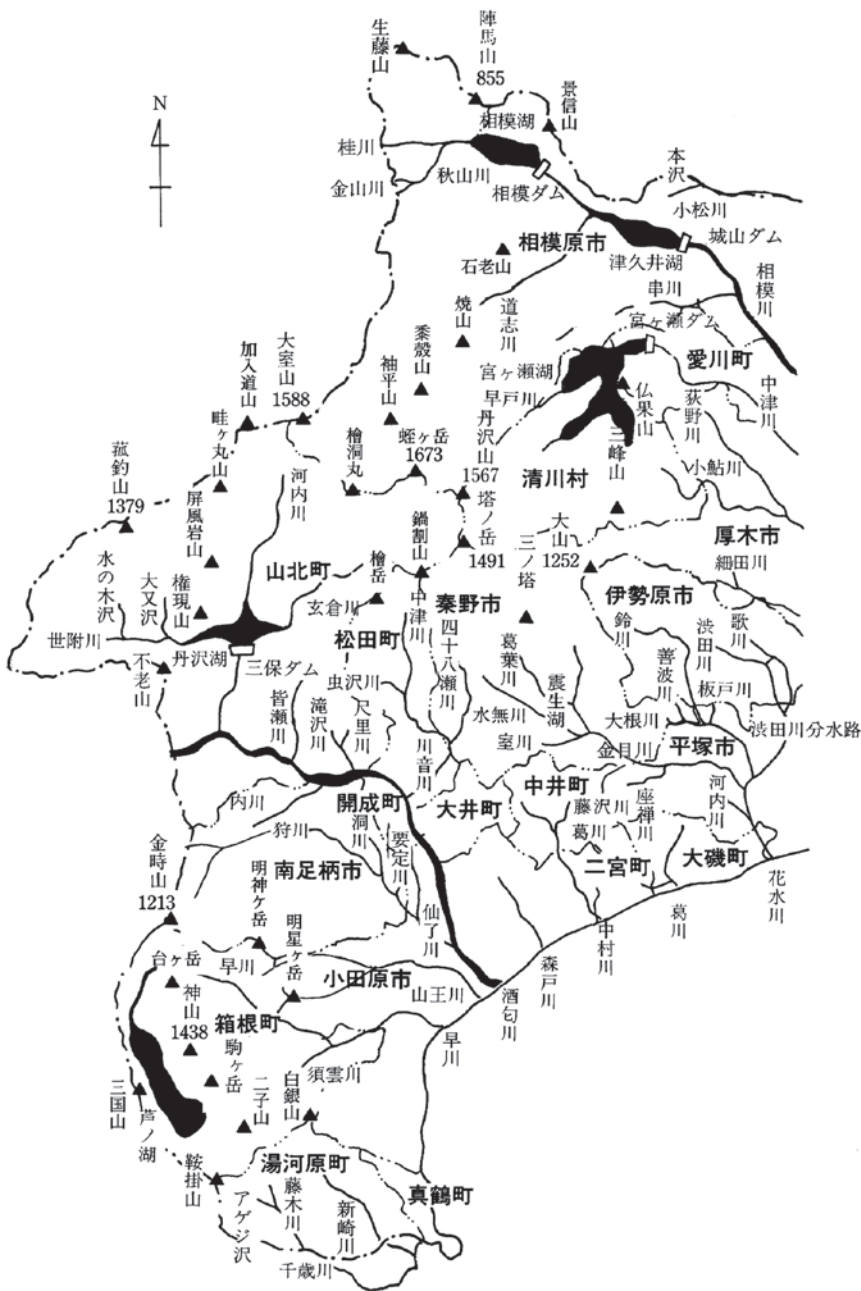 生藤山
陣馬山
855
景信山
N
相模湖
桂川
秋山川
金山川
相模ダム
本沢
小松川
城山ダム
相模原市
津久井湖
石老山
相模川
串川
焼山
道志川
宮ヶ瀬ダム
愛川町
大室山
1588
加入道山
黍殻山
袖平山
宮ヶ瀬湖
早戸川
仏果山
荻野川
中津川
畦ヶ丸山
丹沢山
1567
蛭ヶ岳
1673
檜洞丸
三峰山
小鮎川
菰釣山
1379
河内川
清川村
屏風岩山
塔ノ岳
1491
鍋割山
大山
1252
三ノ塔
厚木市
細田川
水の木沢
大又沢
権現山
山北町
檜岳
玄倉川
中津川
秦野市
伊勢原市
鈴川
歌川
渋田川
世附川
丹沢湖
松田町
四十八瀬川
葛葉川
善波川
不老山
三保ダム
虫沢川
震生湖
板戸川
皆瀬川
滝沢川
尺里川
水無川
大根川
渋田川分水路
室川
金目川
平塚市
川音川
中井町
内川
開成町
大井町
藤沢川
座禅川
河内川
狩川
洞川
要定川
葛川
金時山
1213
明神ヶ岳
南足柄市
二宮町
大磯町
花水川
明星ヶ岳
仙了川
中村川
葛川
台ヶ岳
早川
小田原市
森戸川
神山
1438
山王川
酒匂川
箱根町
駒ヶ岳
早川
須雲川
三国山
芦ノ湖
二子山
白銀山
鞍掛山
湯河原町
真鶴町
アゲジ沢
藤木川
新崎川
千歳川